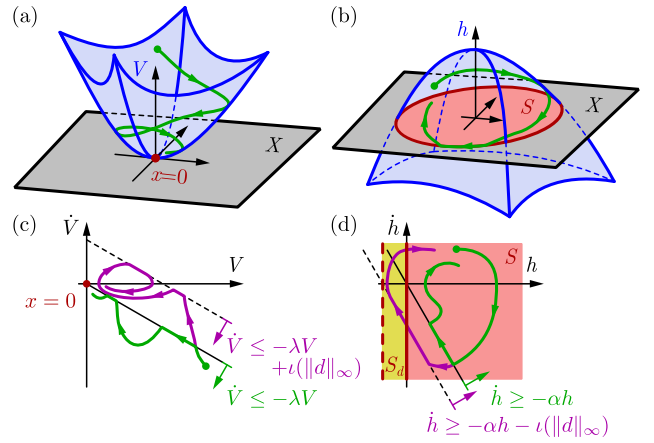 (a)
V
X
x=0
(b)
h
S
X
(c)
V̇
V
x = 0
V̇ ≤ −λV
+ι(‖d‖∞)
V̇ ≤ −λV
(d)
ḣ
S
h
S_d
ḣ ≥ −αh
ḣ ≥ −αh − ι(‖d‖∞)